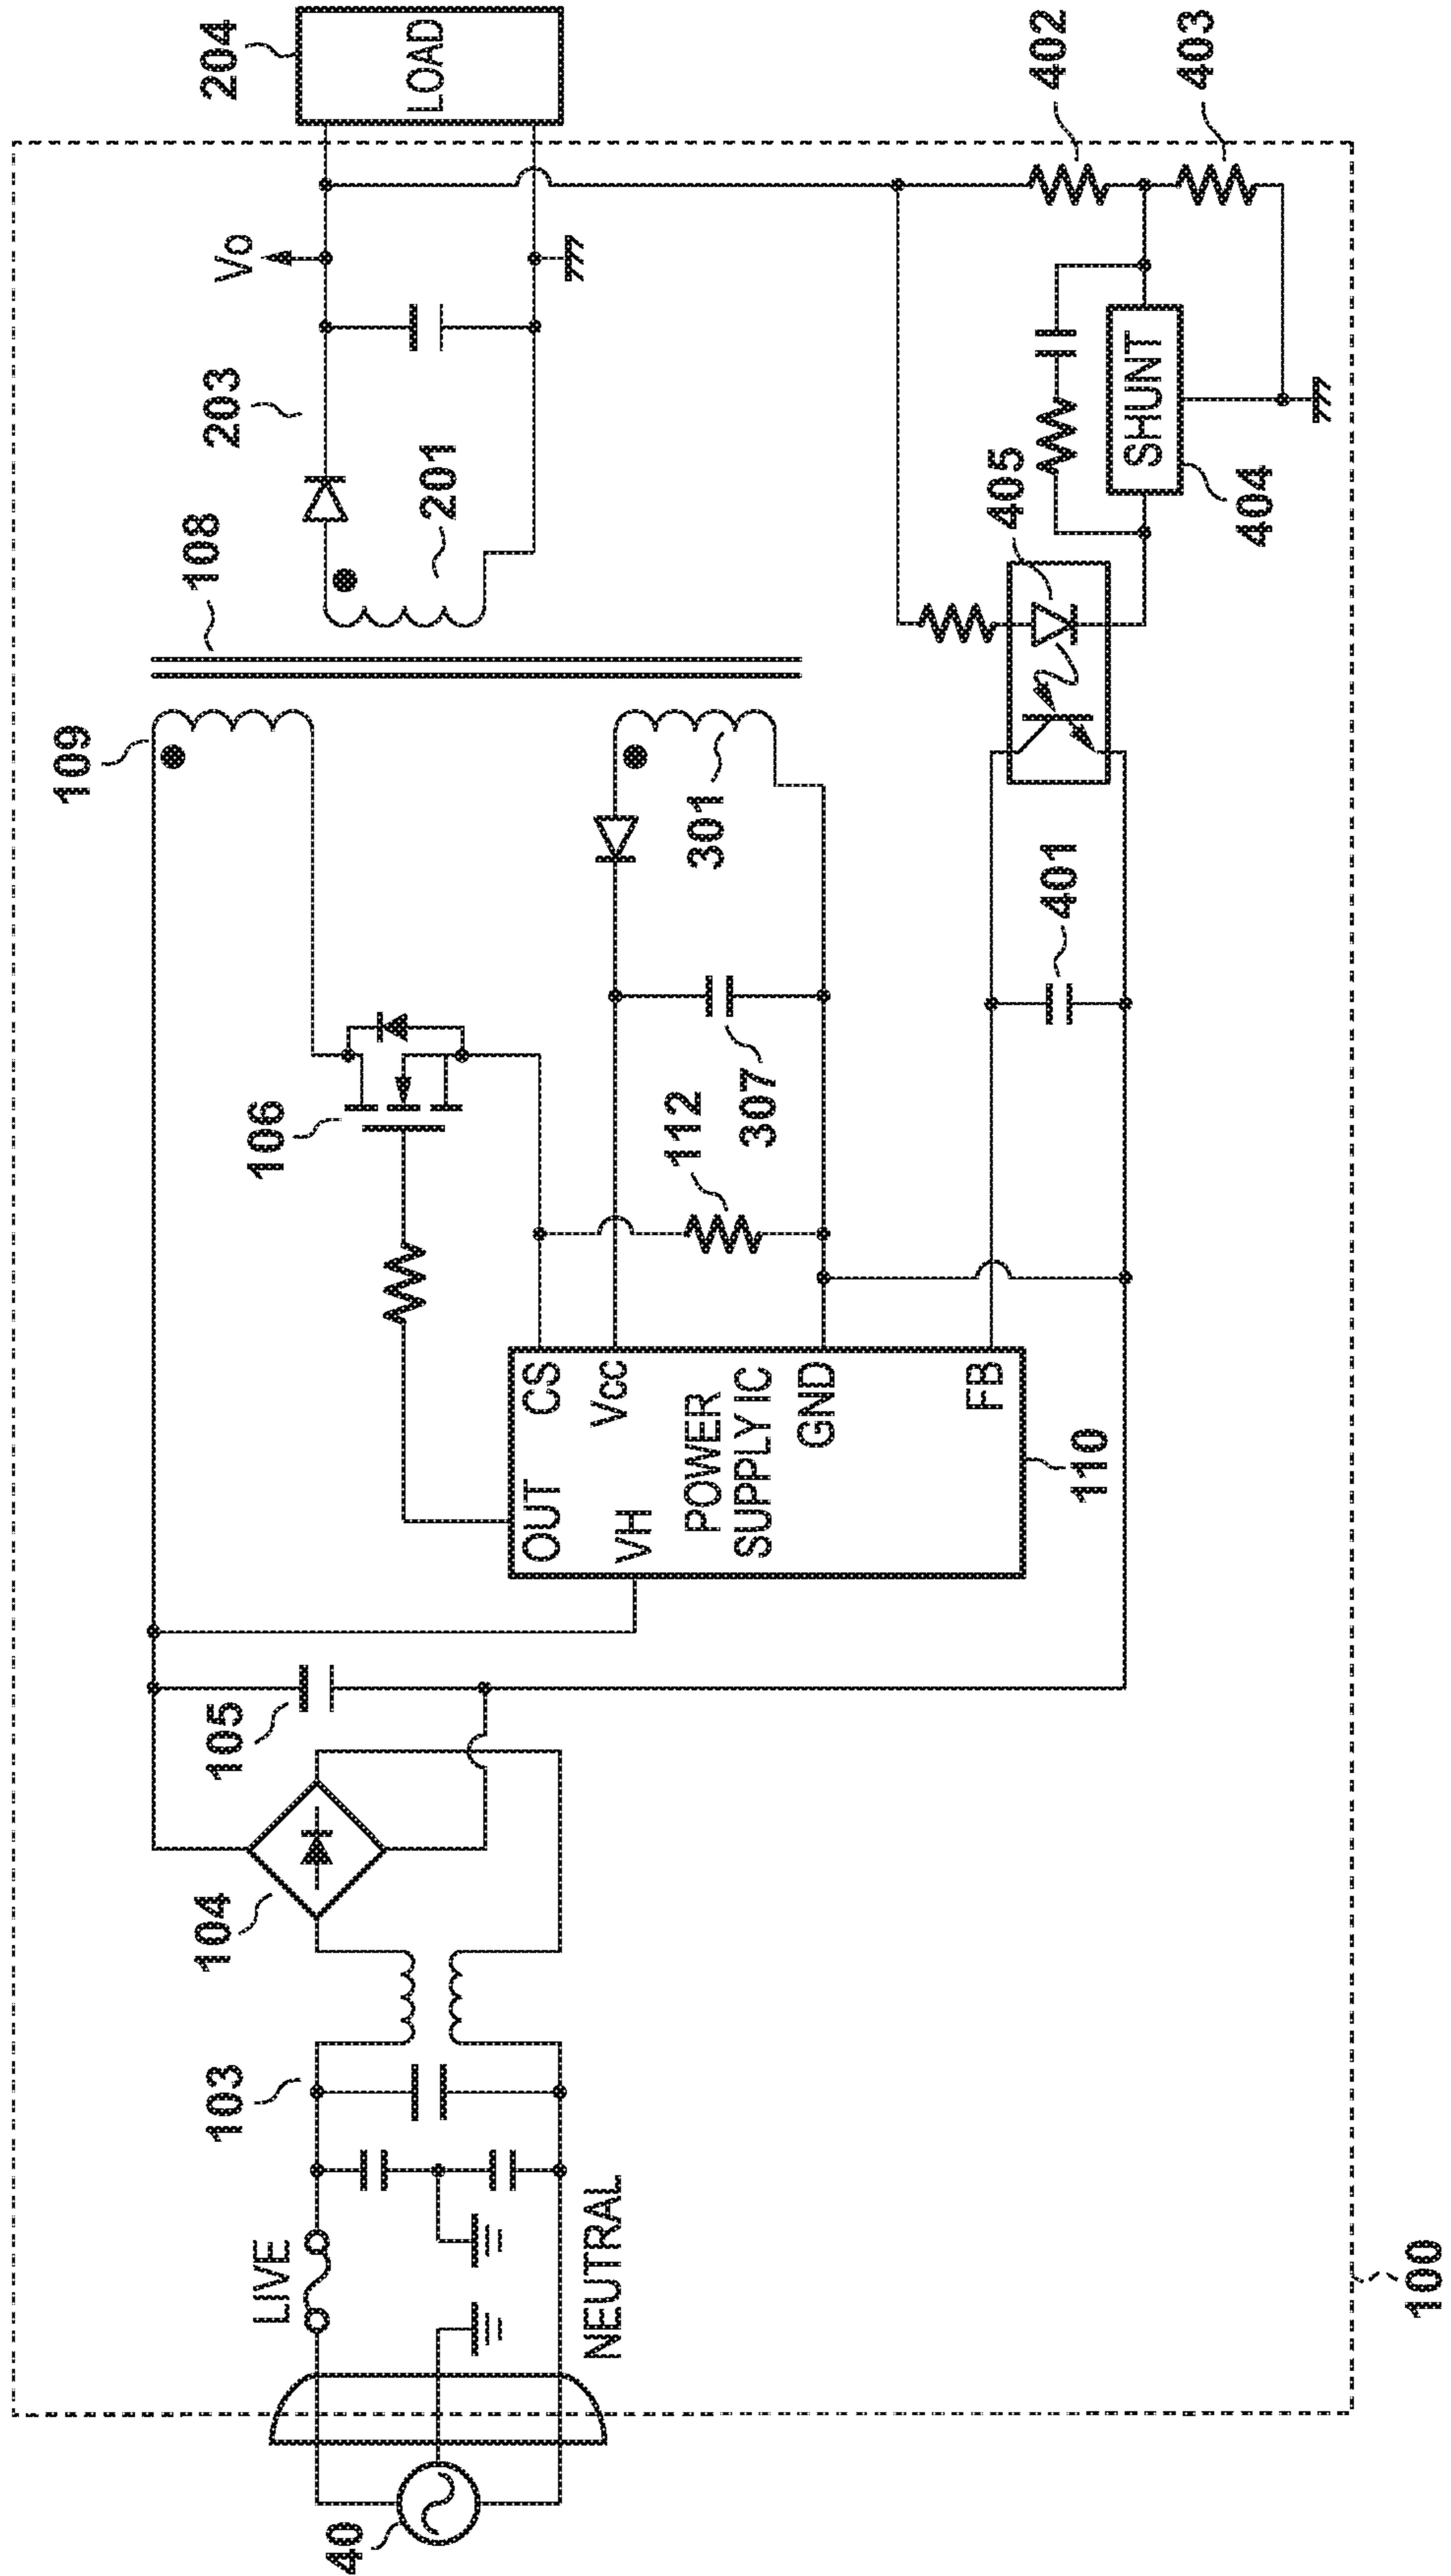 109
108
204
LOAD
Vo
203
201
106
104
105
103
LIVE
40
NEUTRAL
OUT
CS
VH
Vcc
POWER
SUPPLY IC
GND
FB
110
112
307
301
401
405
402
403
SHUNT
404
100